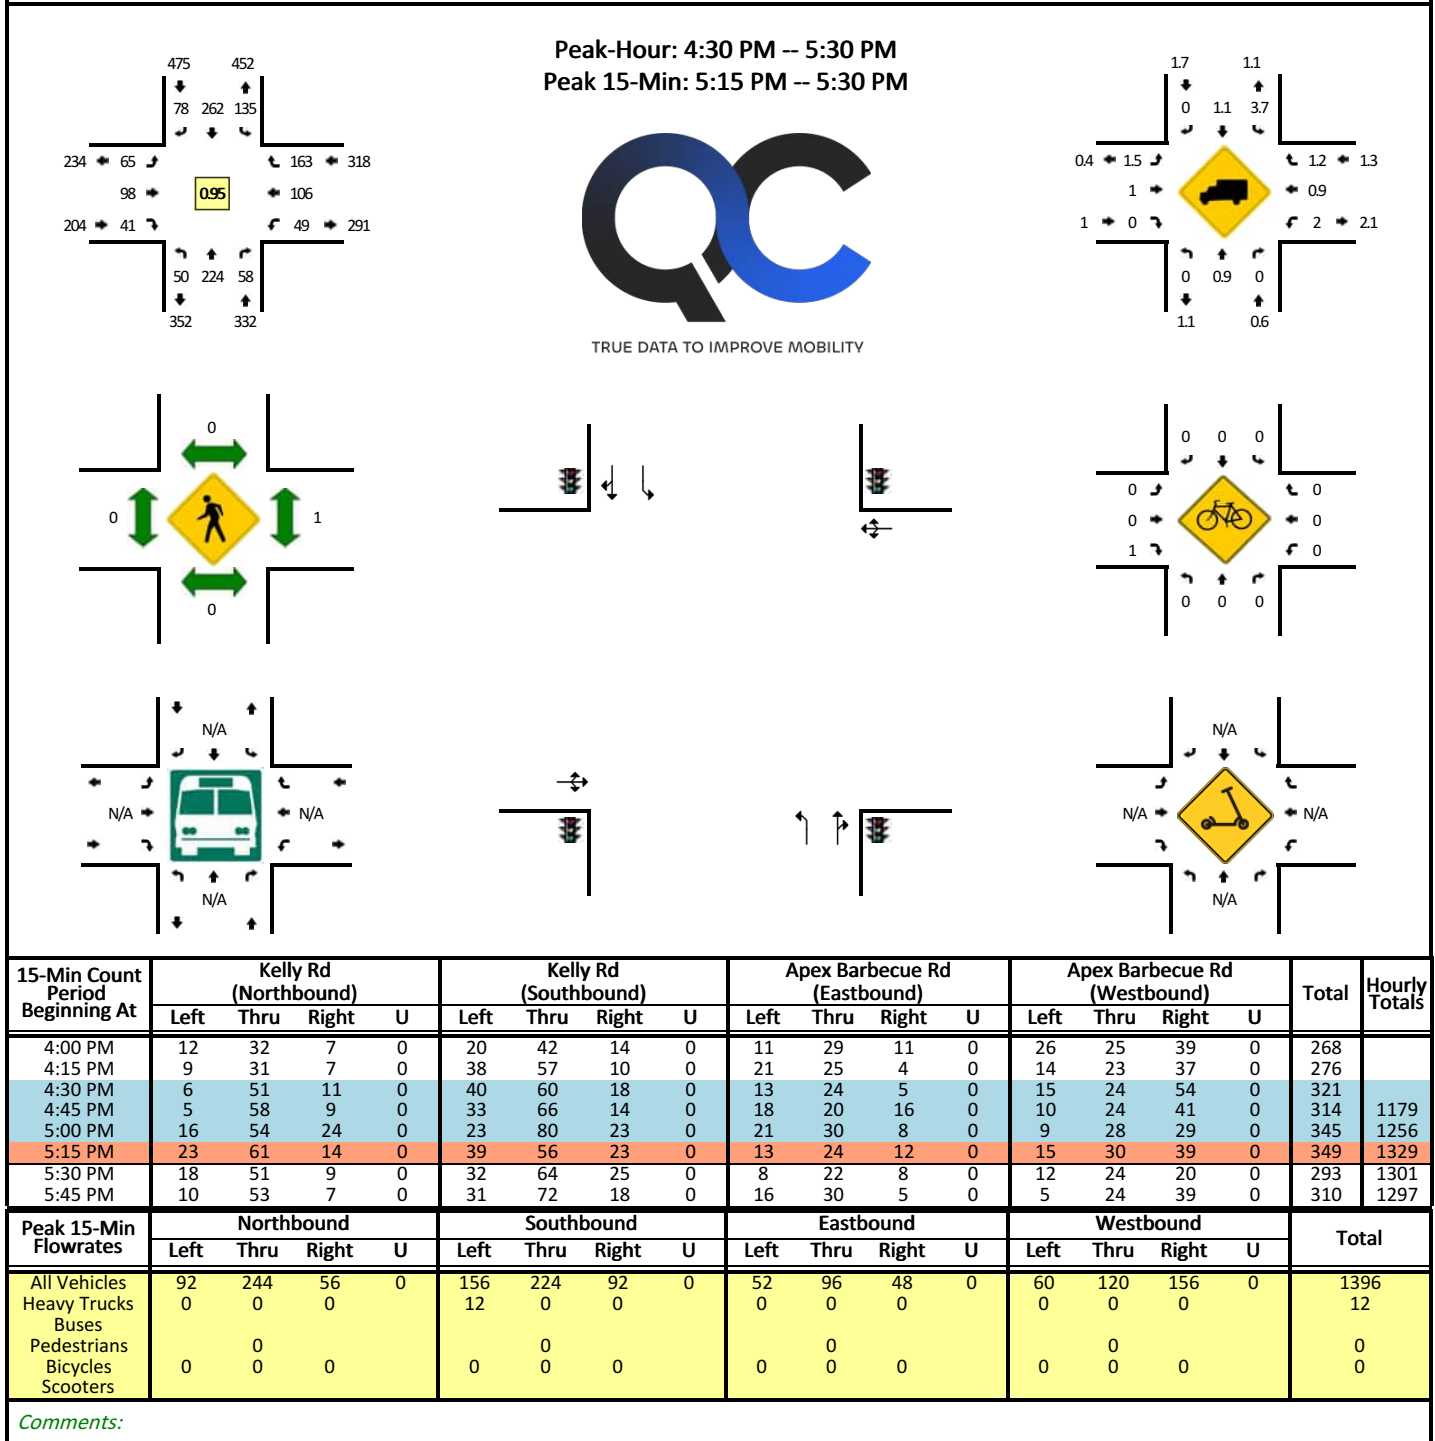 Peak-Hour: 4:30 PM -- 5:30 PM
Peak 15-Min: 5:15 PM -- 5:30 PM
475 452
78 262 135
234 65 163 318
98 0.95 106
204 41 49 291
50 224 58
352 332
TRUE DATA TO IMPROVE MOBILITY
1.7 1.1
0 1.1 3.7
0.4 1.5 1.2 1.3
1 0.9
1 0 2 2.1
0 0.9 0
1.1 0.6
0
0 1
0
0 0 0
0 0
0 0
1 0
0 0 0
N/A
N/A N/A
N/A
N/A
N/A N/A
N/A
15-Min Count Period Beginning At Kelly Rd (Northbound) Kelly Rd (Southbound) Apex Barbecue Rd (Eastbound) Apex Barbecue Rd (Westbound) Total Hourly Totals
Left Thru Right U Left Thru Right U Left Thru Right U Left Thru Right U
4:00 PM 12 32 7 0 20 42 14 0 11 29 11 0 26 25 39 0 268
4:15 PM 9 31 7 0 38 57 10 0 21 25 4 0 14 23 37 0 276
4:30 PM 6 51 11 0 40 60 18 0 13 24 5 0 15 24 54 0 321
4:45 PM 5 58 9 0 33 66 14 0 18 20 16 0 10 24 41 0 314 1179
5:00 PM 16 54 24 0 23 80 23 0 21 30 8 0 9 28 29 0 345 1256
5:15 PM 23 61 14 0 39 56 23 0 13 24 12 0 15 30 39 0 349 1329
5:30 PM 18 51 9 0 32 64 25 0 8 22 8 0 12 24 20 0 293 1301
5:45 PM 10 53 7 0 31 72 18 0 16 30 5 0 5 24 39 0 310 1297
Peak 15-Min Flowrates Northbound Southbound Eastbound Westbound Total
Left Thru Right U Left Thru Right U Left Thru Right U Left Thru Right U
All Vehicles 92 244 56 0 156 224 92 0 52 96 48 0 60 120 156 0 1396
Heavy Trucks 0 0 0 12 0 0 0 0 0 0 0 0 12
Buses
Pedestrians 0 0 0 0 0
Bicycles 0 0 0 0 0 0 0 0 0 0 0 0 0
Scooters
Comments: